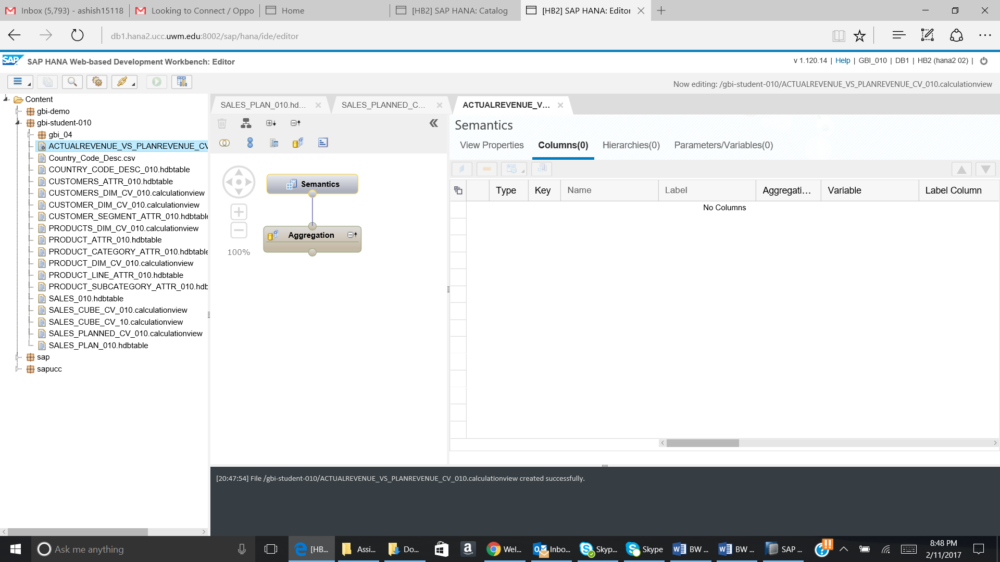 Inbox (5,793) - ashish15118
Looking to Connect / Oppo
Home
[HB2] SAP HANA: Catalog
[HB2] SAP HANA: Editor
db1.hana2.ucc.uwm.edu:8002/sap/hana/ide/editor
SAP
SAP HANA Web-based Development Workbench: Editor
v 1.120.14 | Help | GBI_010 | DB1 | HB2 (hana2 02) |
Now editing: /gbi-student-010/ACTUALREVENUE_VS_PLANREVENUE_CV_010.calculationview
Content
gbi-demo
gbi-student-010
gbi_04
ACTUALREVENUE_VS_PLANREVENUE_CV
Country_Code_Desc.csv
COUNTRY_CODE_DESC_010.hdbtable
CUSTOMERS_ATTR_010.hdbtable
CUSTOMERS_DIM_CV_010.calculationview
CUSTOMER_DIM_CV_010.calculationview
CUSTOMER_SEGMENT_ATTR_010.hdbtable
PRODUCTS_DIM_CV_010.calculationview
PRODUCT_ATTR_010.hdbtable
PRODUCT_CATEGORY_ATTR_010.hdbtable
PRODUCT_DIM_CV_010.calculationview
PRODUCT_LINE_ATTR_010.hdbtable
PRODUCT_SUBCATEGORY_ATTR_010.hdb
SALES_010.hdbtable
SALES_CUBE_CV_010.calculationview
SALES_CUBE_CV_10.calculationview
SALES_PLANNED_CV_010.calculationview
SALES_PLAN_010.hdbtable
sap
sapucc
SALES_PLAN_010.hd...
SALES_PLANNED_C...
ACTUALREVENUE_V...
Semantics
Aggregation
100%
Semantics
View Properties
Columns(0)
Hierarchies(0)
Parameters/Variables(0)
Type
Key
Name
Label
Aggregati...
Variable
Label Column
No Columns
[20:47:54] File /gbi-student-010/ACTUALREVENUE_VS_PLANREVENUE_CV_010.calculationview created successfully.
Ask me anything
[HB...
Assi...
Do...
Wel...
Inbo...
Skyp...
Skype
BW ...
BW ...
SAP ...
8:48 PM
2/11/2017